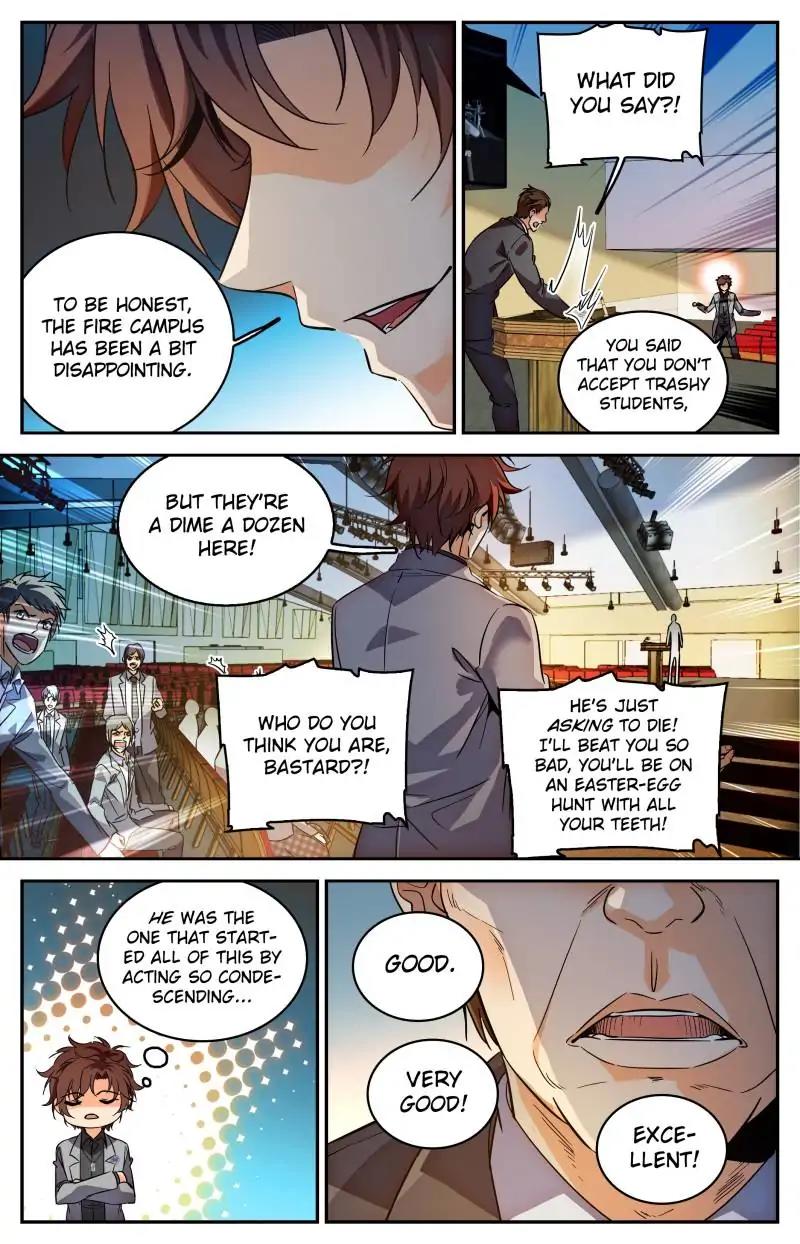 TO BE HONEST,
THE FIRE CAMPUS
HAS BEEN A BIT
DISAPPOINTING.
WHAT DID
YOU SAY?!
YOU SAID
THAT YOU DON'T
ACCEPT TRASHY
STUDENTS,
BUT THEY'RE
A DIME A DOZEN
HERE!
WHO DO YOU
THINK YOU ARE,
BASTARD?!
HE'S JUST
ASKING TO DIE!
I'LL BEAT YOU SO
BAD, YOU'LL BE ON
AN EASTER-EGG
HUNT WITH ALL
YOUR TEETH!
HE WAS THE
ONE THAT START-
ED ALL OF THIS BY
ACTING SO CONDE-
SCENDING...
GOOD.
VERY
GOOD!
EXCE-
LLENT!